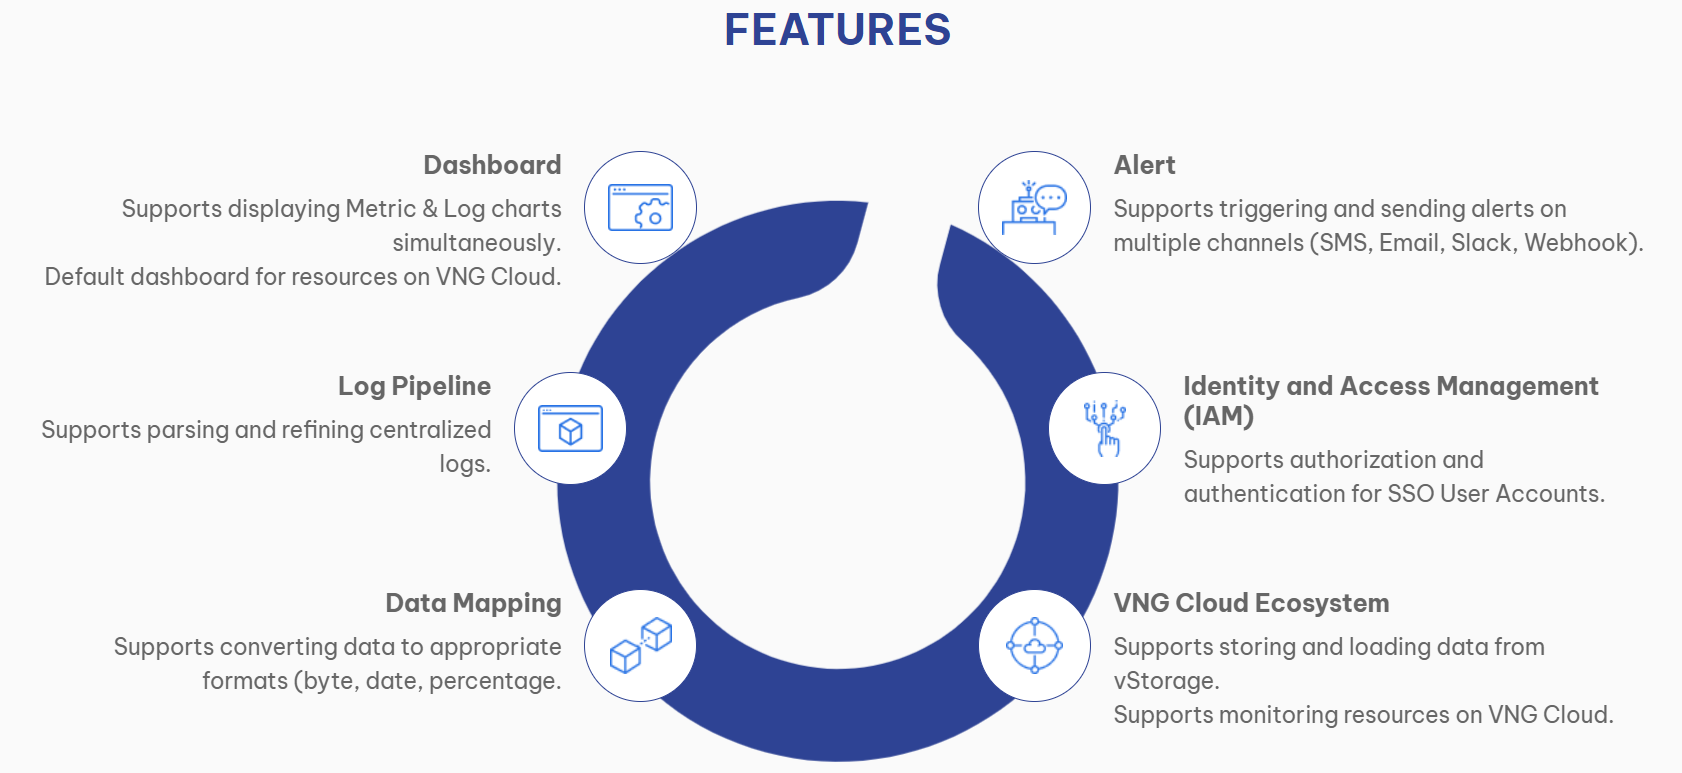 FEATURES
Dashboard
Supports displaying Metric & Log charts
simultaneously.
Default dashboard for resources on VNG Cloud.
Log Pipeline
Supports parsing and refining centralized
logs.
Data Mapping
Supports converting data to appropriate
formats (byte, date, percentage.
Alert
Supports triggering and sending alerts on
multiple channels (SMS, Email, Slack, Webhook).
Identity and Access Management
(IAM)
Supports authorization and
authentication for SSO User Accounts.
VNG Cloud Ecosystem
Supports storing and loading data from
vStorage.
Supports monitoring resources on VNG Cloud.